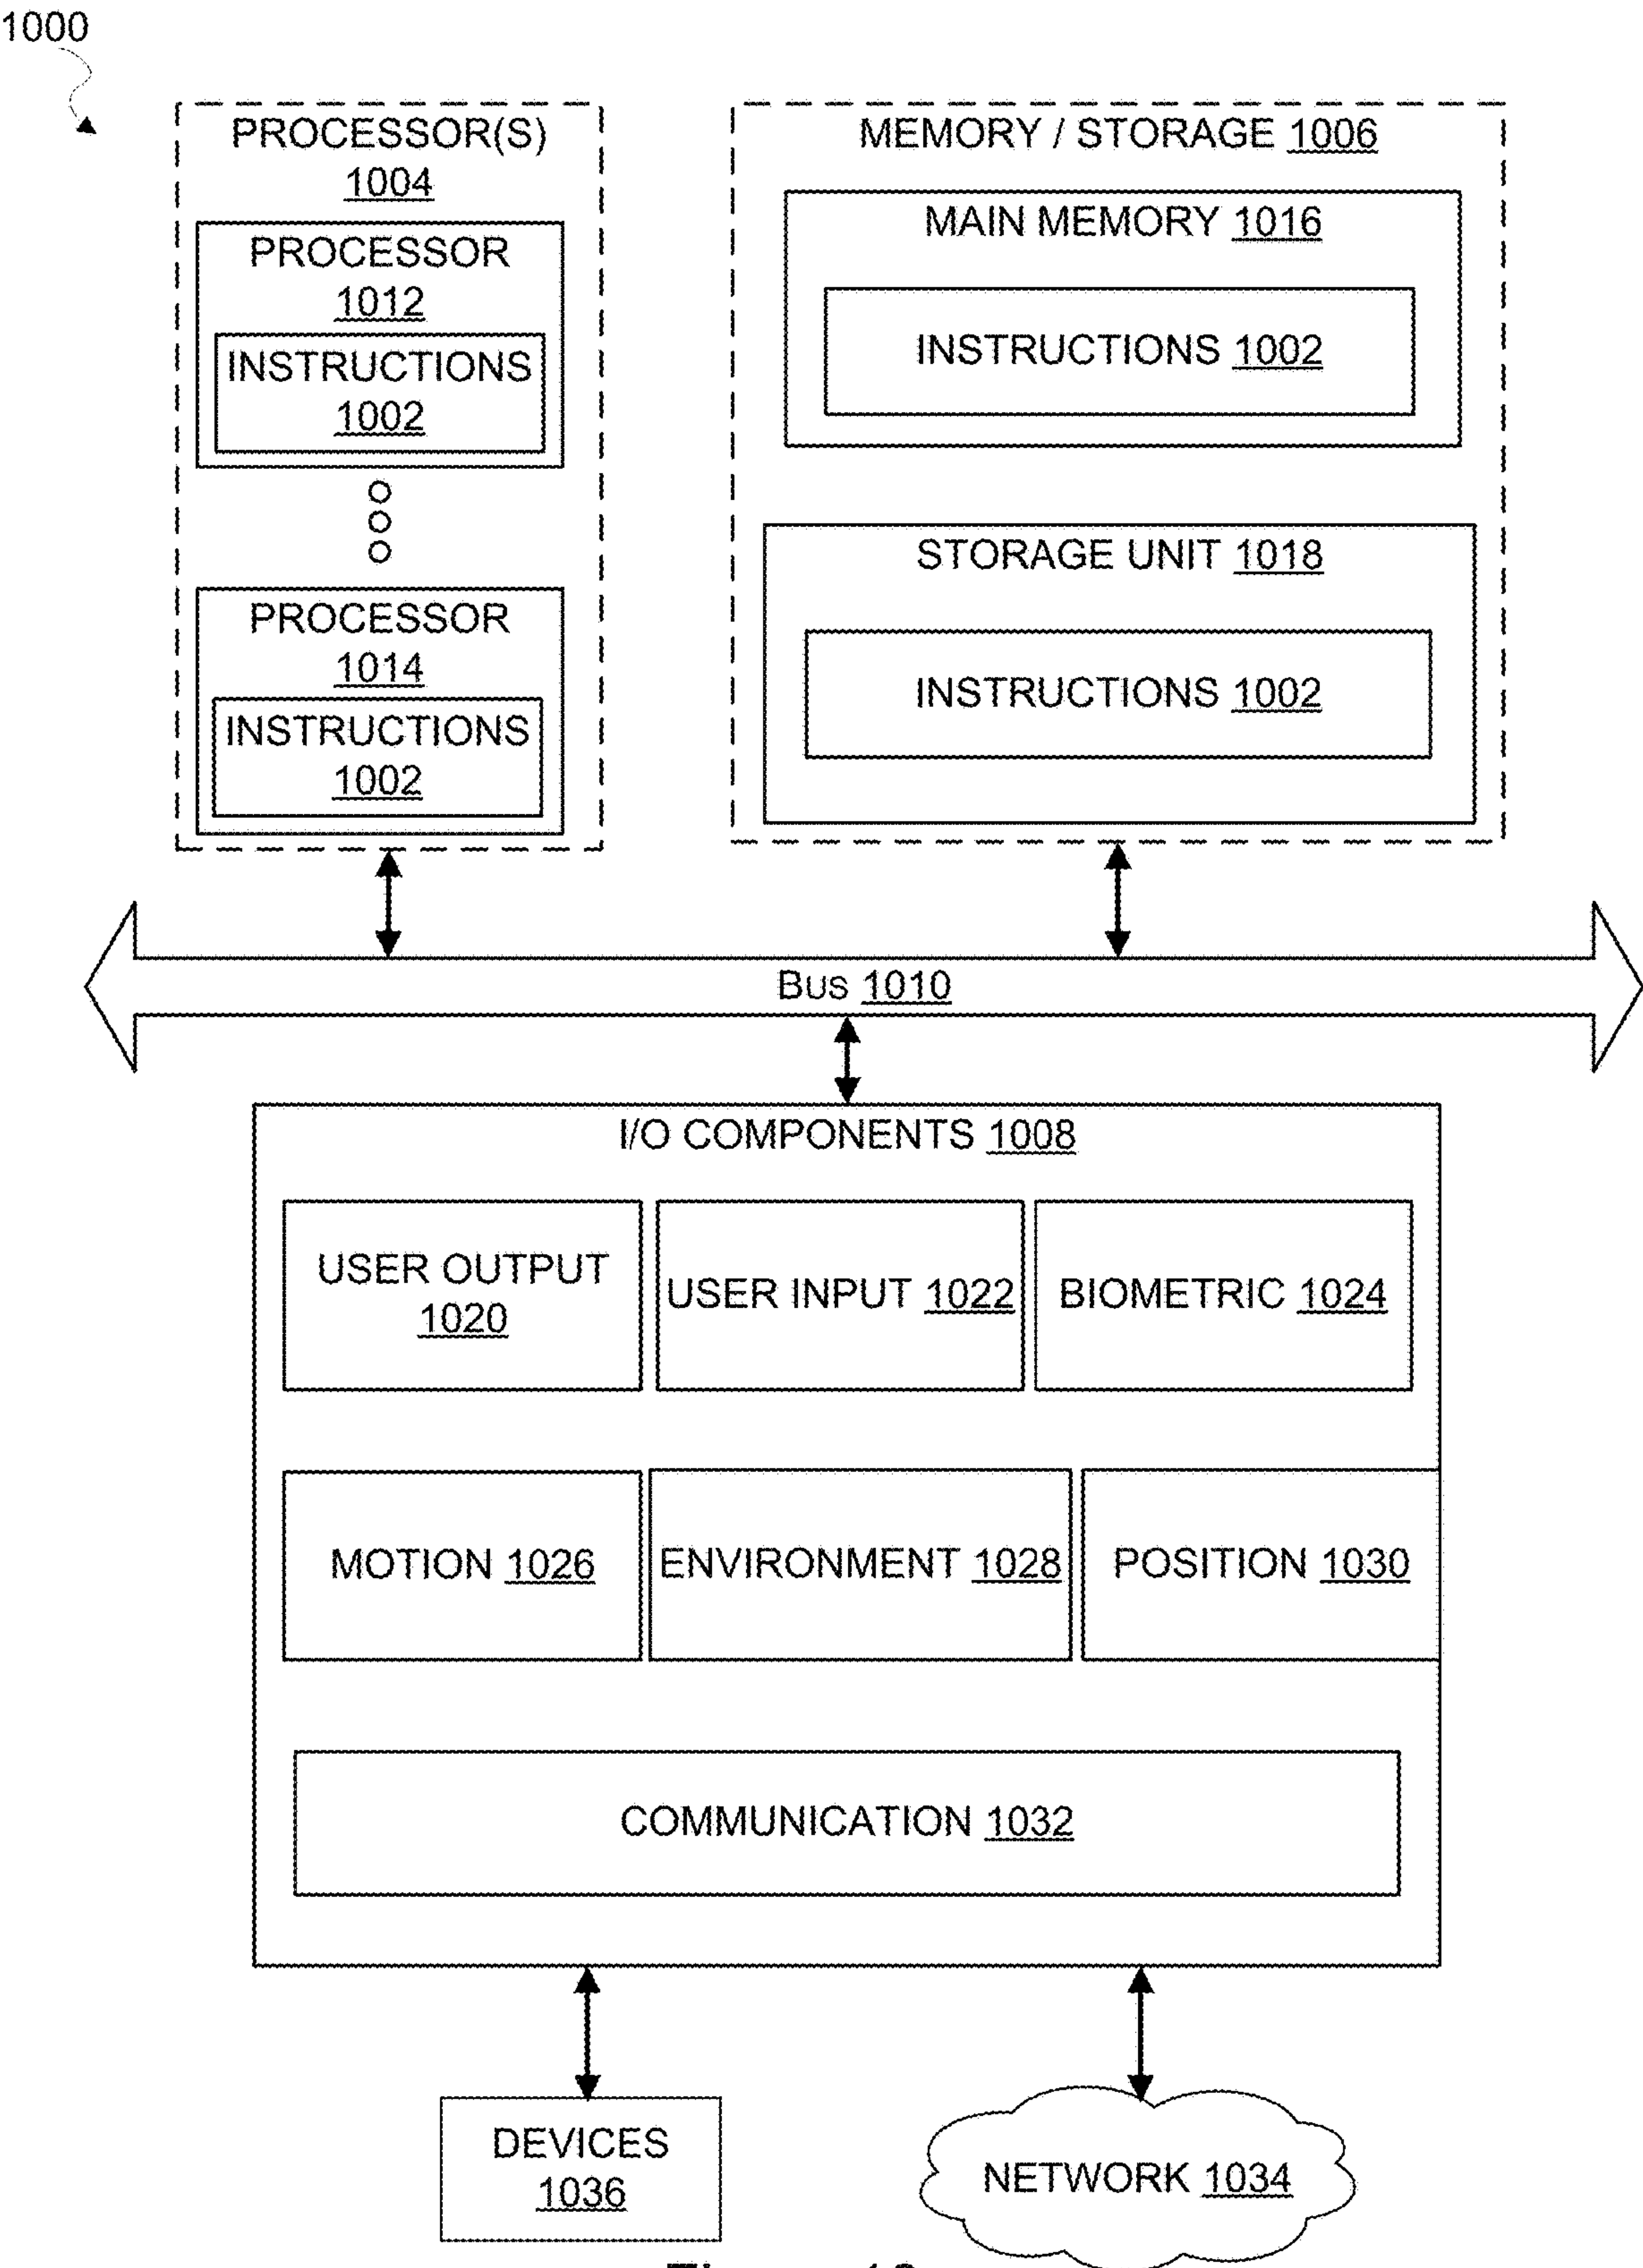 1000
PROCESSOR(S)
1004
PROCESSOR
1012
INSTRUCTIONS
1002
PROCESSOR
1014
INSTRUCTIONS
1002
MEMORY / STORAGE 1006
MAIN MEMORY 1016
INSTRUCTIONS 1002
STORAGE UNIT 1018
INSTRUCTIONS 1002
BUS 1010
I/O COMPONENTS 1008
USER OUTPUT
1020
USER INPUT 1022
BIOMETRIC 1024
MOTION 1026
ENVIRONMENT 1028
POSITION 1030
COMMUNICATION 1032
DEVICES
1036
NETWORK 1034